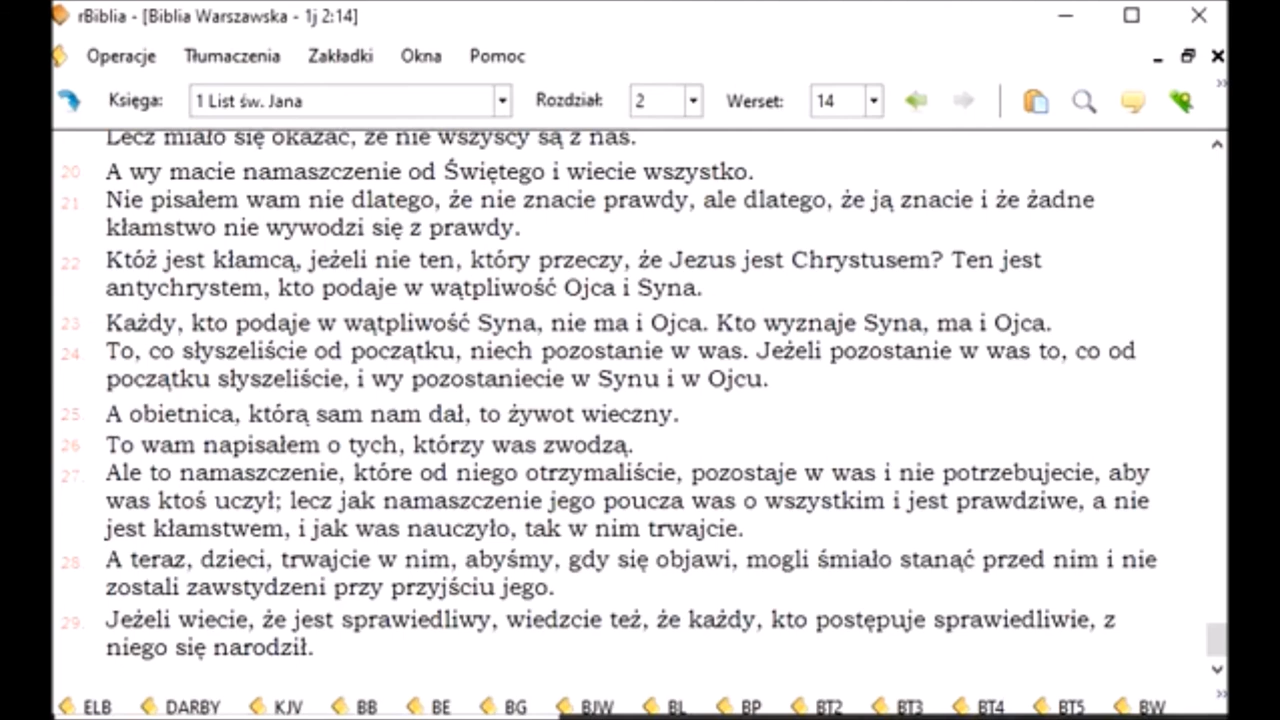 rBiblia - [Biblia Warszawska - 1j 2:14]
Operacje Tłumaczenia Zakładki Okna Pomoc
Księga: 1 List św. Jana Rozdział: 2 Werset: 14
Lecz miało się okazać, że nie wszyscy są z nas.
20 A wy macie namaszczenie od Świętego i wiecie wszystko.
21 Nie pisałem wam nie dlatego, że nie znacie prawdy, ale dlatego, że ją znacie i że żadne
kłamstwo nie wywodzi się z prawdy.
22 Któż jest kłamcą, jeżeli nie ten, który przeczy, że Jezus jest Chrystusem? Ten jest
antychrystem, kto podaje w wątpliwość Ojca i Syna.
23 Każdy, kto podaje w wątpliwość Syna, nie ma i Ojca. Kto wyznaje Syna, ma i Ojca.
24 To, co słyszeliście od początku, niech pozostanie w was. Jeżeli pozostanie w was to, co od
początku słyszeliście, i wy pozostaniecie w Synu i w Ojcu.
25. A obietnica, którą sam nam dał, to żywot wieczny.
26 To wam napisałem o tych, którzy was zwodzą.
27. Ale to namaszczenie, które od niego otrzymaliście, pozostaje w was i nie potrzebujecie, aby
was ktoś uczył; lecz jak namaszczenie jego poucza was o wszystkim i jest prawdziwe, a nie
jest kłamstwem, i jak was nauczyło, tak w nim trwajcie.
28 A teraz, dzieci, trwajcie w nim, abyśmy, gdy się objawi, mogli śmiało stanąć przed nim i nie
zostali zawstydzeni przy przyjściu jego.
29. Jeżeli wiecie, że jest sprawiedliwy, wiedzcie też, że każdy, kto postępuje sprawiedliwie, z
niego się narodził.
ELB DARBY KJV BB BE BG BJW BL BP BT2 BT3 BT4 BT5 BW